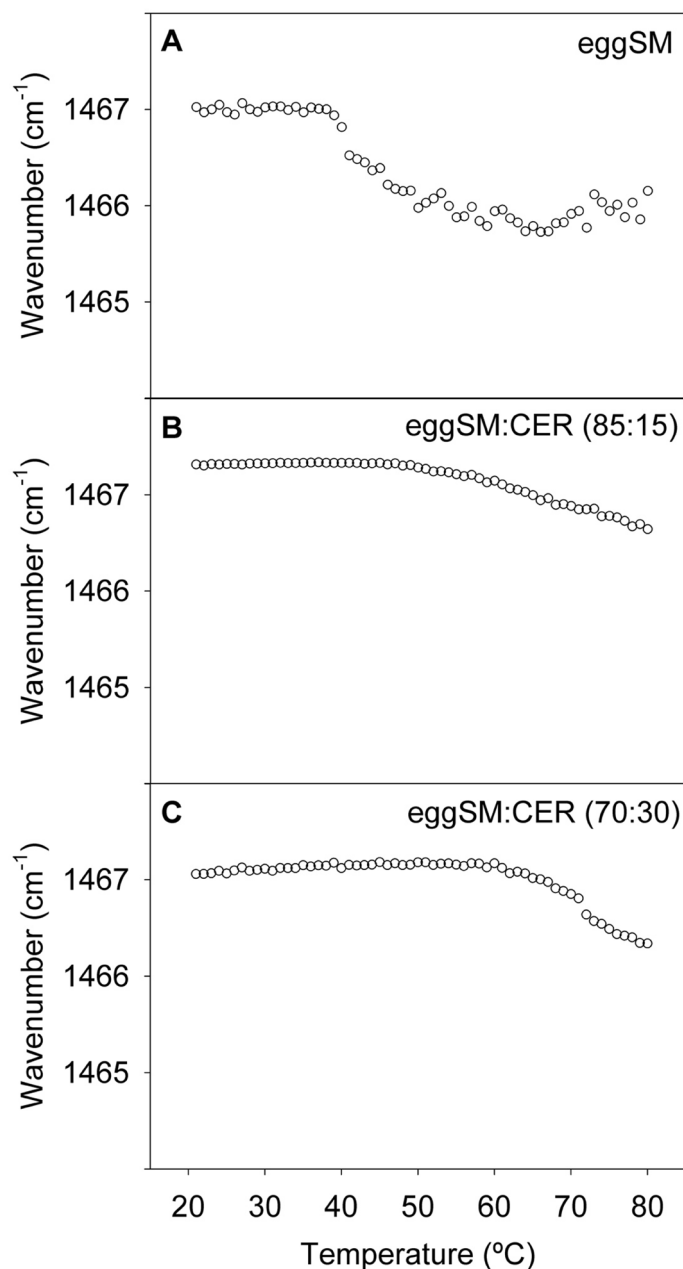 A
eggSM
1467
1466
1465
Wavenumber (cm⁻¹)
B
eggSM:CER (85:15)
1467
1466
1465
Wavenumber (cm⁻¹)
C
eggSM:CER (70:30)
1467
1466
1465
Wavenumber (cm⁻¹)
20 30 40 50 60 70 80
Temperature (ºC)